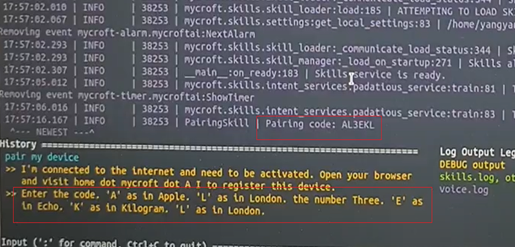 17:57:02.010 | INFO | 38253 | mycroft.skills.skill_loader:load:185 | ATTEMPTING TO LOAD SK
17:57:02.067 | INFO | 38253 | mycroft.skills.settings:get_local_settings:83 | /home/yangya
Removing event mycroft-alarm.mycroftai:NextAlarm
17:57:02.293 | INFO | 38253 | mycroft.skills.skill_loader:_communicate_load_status:344 | S
17:57:02.293 | INFO | 38253 | mycroft.skills.skill_manager:_load_on_startup:271 | Skills al
17:57:02.307 | INFO | 38253 | __main__:on_ready:183 | Skills service is ready.
17:57:05.012 | INFO | 38253 | mycroft.skills.intent_services.padatious_service:train:81 | T
Removing event mycroft-timer.mycroftai:ShowTimer
17:57:06.016 | INFO | 38253 | mycroft.skills.intent_services.padatious_service:train:83 | T
17:57:16.167 | INFO | 38253 | PairingSkill | Pairing code: AL3EKL
^--- NEWEST ---^
History
Log Output Leg
pair my device
DEBUG output
>> I'm connected to the internet and need to be activated. Open your browser
skills.log, ot
and visit home dot mycroft dot A I to register this device.
voice.log
>> Enter the code. 'A' as in Apple. 'L' as in London. the number Three. 'E' as
in Echo. 'K' as in Kilogram. 'L' as in London.
Input (':' for command, Ctrl+C to quit)